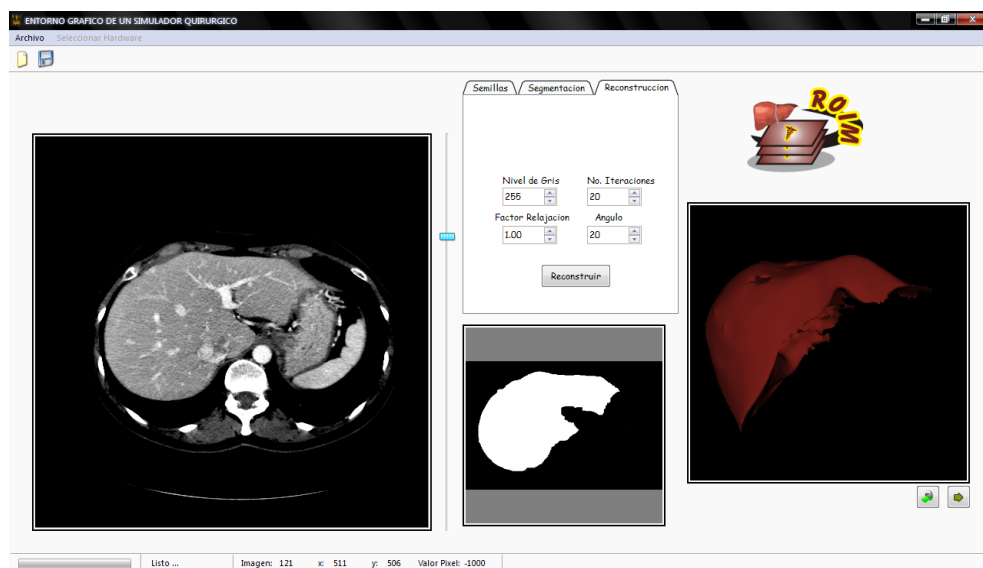 ENTORNO GRAFICO DE UN SIMULADOR QUIRURGICO
Archivo Seleccionar Hardware
Semillas Segmentacion Reconstruccion
ROIM
Nivel de Gris No. Iteraciones
255 20
Factor Relajacion Angulo
1.00 20
Reconstruir
Listo ... Imagen: 121 x: 511 y: 506 Valor Pixel: -1000